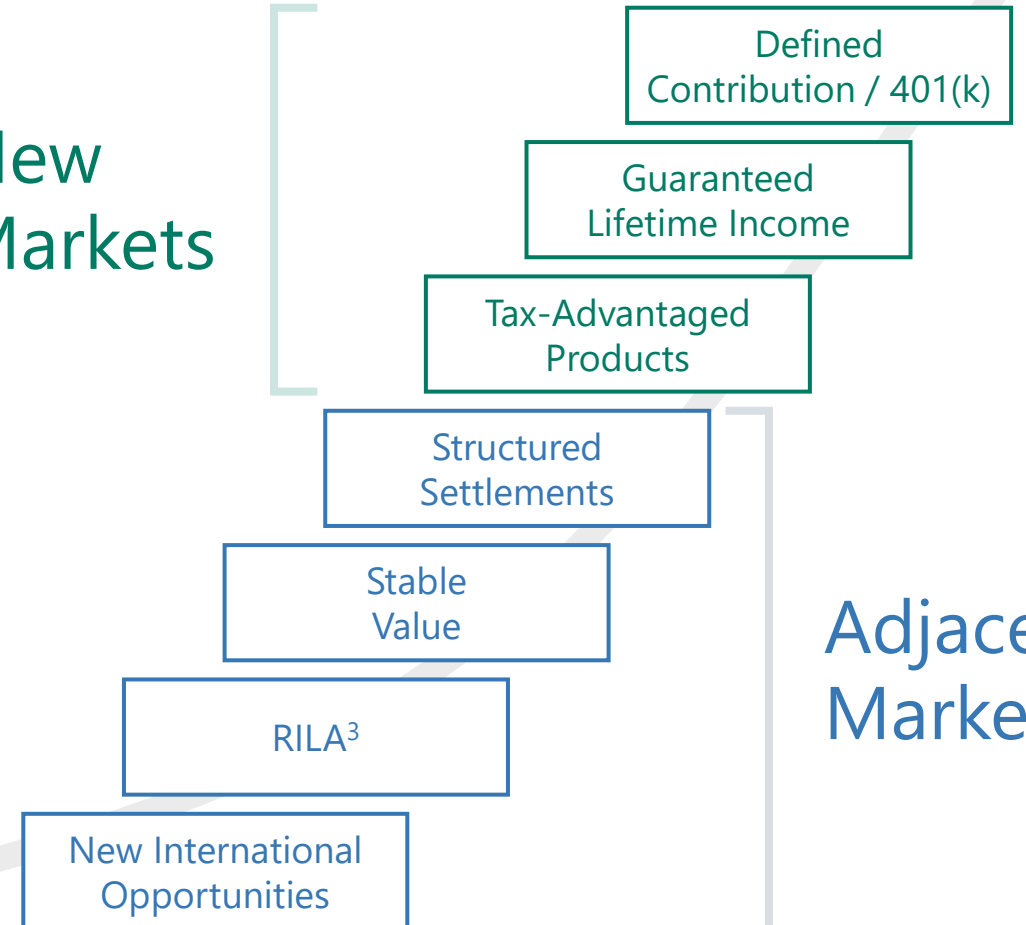 Defined
Contribution / 401(k)
New
Markets
Guaranteed
Lifetime Income
Tax-Advantaged
Products
Structured
Settlements
Stable
Value
Adjace
Marke
RILA³
New International
Opportunities